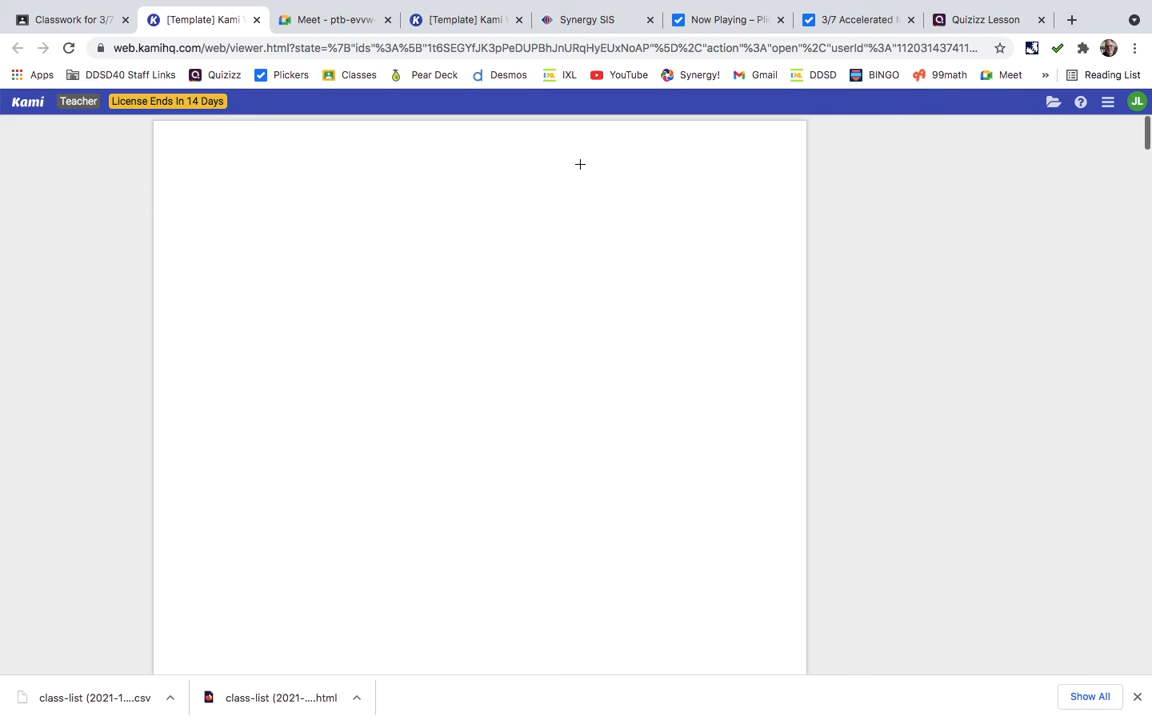 Classwork for 3/7
[Template] Kami
Meet - ptb-evvw
[Template] Kami
Synergy SIS
Now Playing – Pli
3/7 Accelerated
Quizizz Lesson
web.kamihq.com/web/viewer.html?state=%7B"ids"%3A%5B"1t6SEGYfJK3pPeDUPBhJnURqHyEUxNoAP"%5D%2C"action"%3A"open"%2C"userId"%3A"112031437411...
Apps
DDSD40 Staff Links
Quizizz
Plickers
Classes
Pear Deck
Desmos
IXL
YouTube
Synergy!
Gmail
DDSD
BINGO
99math
Meet
»
Reading List
Kami
Teacher
License Ends In 14 Days
JL
class-list (2021-1....csv
class-list (2021-....html
Show All